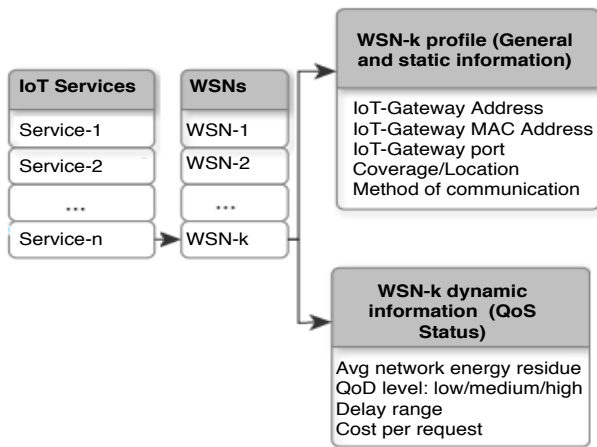 IoT Services
Service-1
Service-2
...
Service-n
WSNs
WSN-1
WSN-2
...
WSN-k
WSN-k profile (General
and static information)
IoT-Gateway Address
IoT-Gateway MAC Address
IoT-Gateway port
Coverage/Location
Method of communication
WSN-k dynamic
information (QoS
Status)
Avg network energy residue
QoD level: low/medium/high
Delay range
Cost per request